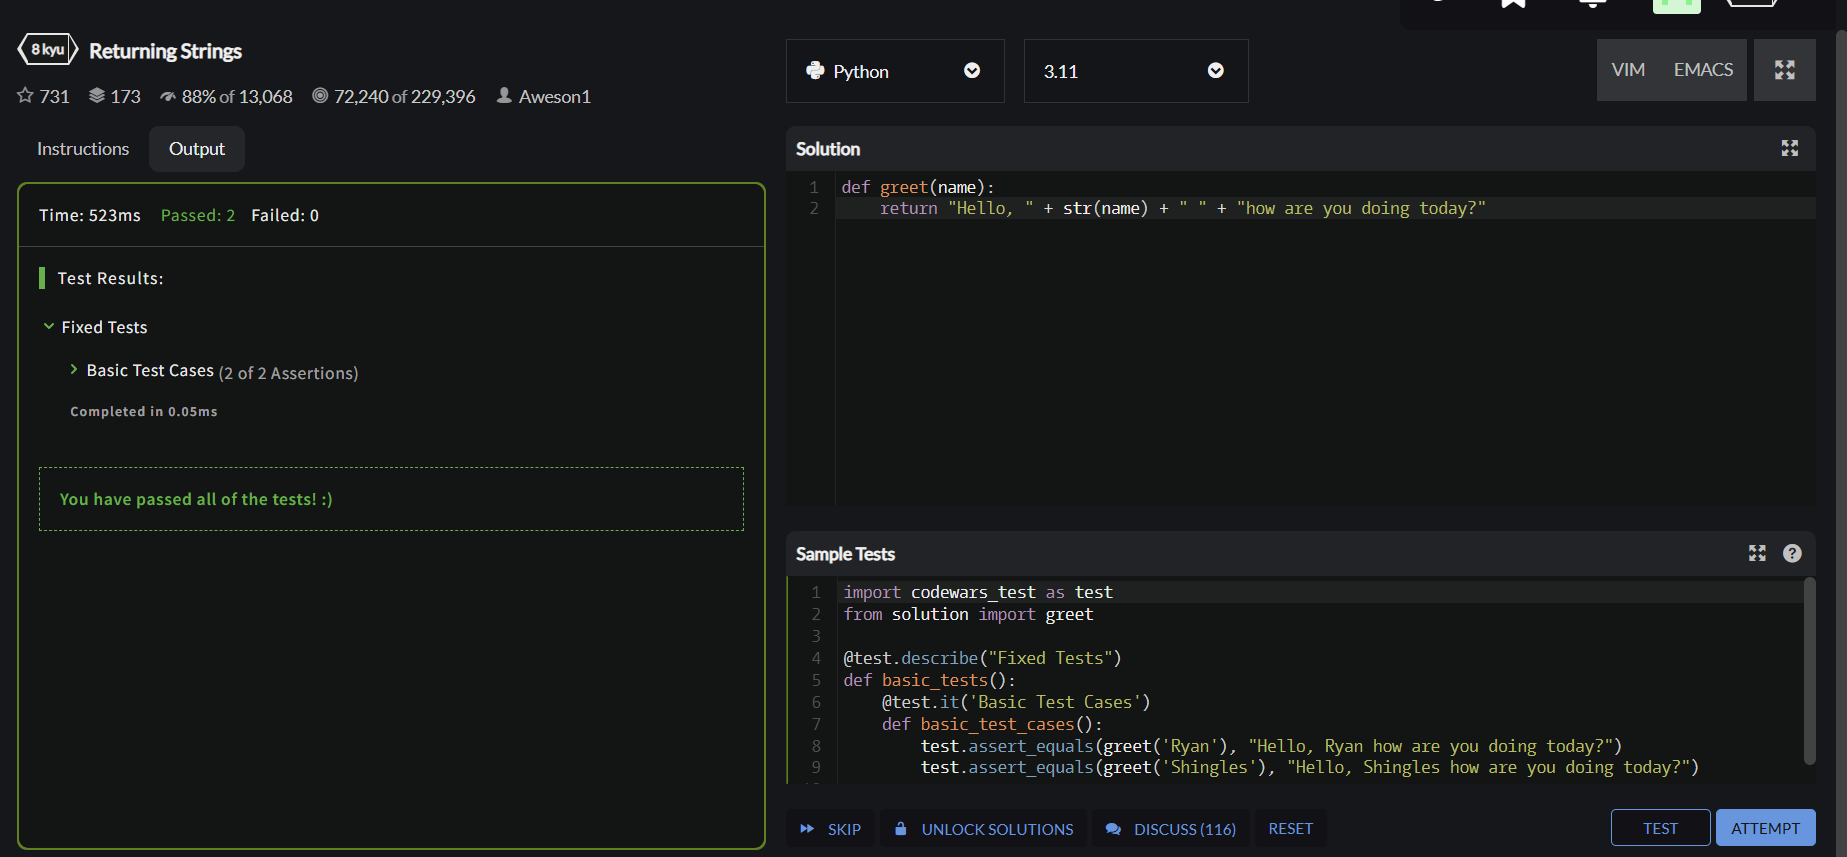 8 kyu Returning Strings
731 173 88% of 13,068 72,240 of 229,396 Aweson1
Instructions Output
Time: 523ms Passed: 2 Failed: 0
Test Results:
Fixed Tests
Basic Test Cases (2 of 2 Assertions)
Completed in 0.05ms
You have passed all of the tests! :)
Python 3.11 VIM EMACS
Solution
1 def greet(name):
2     return "Hello, " + str(name) + " " + "how are you doing today?"
Sample Tests
1 import codewars_test as test
2 from solution import greet
3
4 @test.describe("Fixed Tests")
5 def basic_tests():
6     @test.it('Basic Test Cases')
7     def basic_test_cases():
8         test.assert_equals(greet('Ryan'), "Hello, Ryan how are you doing today?")
9         test.assert_equals(greet('Shingles'), "Hello, Shingles how are you doing today?")
SKIP UNLOCK SOLUTIONS DISCUSS (116) RESET TEST ATTEMPT